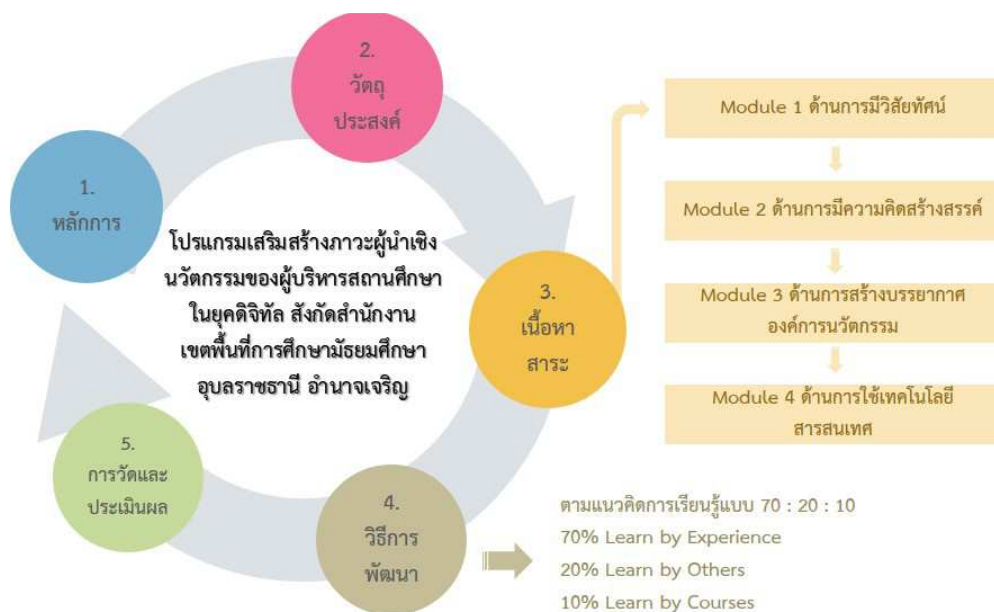 1.
หลักการ
2.
วัตถุ
ประสงค์
3.
เนื้อหา
สาระ
4.
วิธีการ
พัฒนา
5.
การวัดและ
ประเมินผล
โปรแกรมเสริมสร้างภาวะผู้นำเชิง
นวัตกรรมของผู้บริหารสถานศึกษา
ในยุคดิจิทัล สังกัดสำนักงาน
เขตพื้นที่การศึกษามัธยมศึกษา
อุบลราชธานี อำนาจเจริญ
Module 1 ด้านการมีวิสัยทัศน์
Module 2 ด้านการมีความคิดสร้างสรรค์
Module 3 ด้านการสร้างบรรยากาศ
องค์การนวัตกรรม
Module 4 ด้านการใช้เทคโนโลยี
สารสนเทศ
ตามแนวคิดการเรียนรู้แบบ 70 : 20 : 10
70% Learn by Experience
20% Learn by Others
10% Learn by Courses